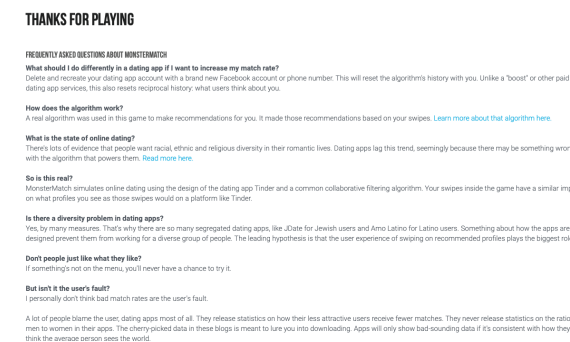 THANKS FOR PLAYING
FREQUENTLY ASKED QUESTIONS ABOUT MONSTERMATCH
What should I do differently in a dating app if I want to increase my match rate?
Delete and recreate your dating app account with a brand new Facebook account or phone number. This will reset the algorithm's history with you. Unlike a "boost" or other paid
dating app services, this also resets reciprocal history: what users think about you.
How does the algorithm work?
A real algorithm was used in this game to make recommendations for you. It made those recommendations based on your swipes. Learn more about that algorithm here.
What is the state of online dating?
There's lots of evidence that people want racial, ethnic and religious diversity in their romantic lives. Dating apps lag this trend, seemingly because there may be something wror
with the algorithm that powers them. Read more here.
So is this real?
MonsterMatch simulates online dating using the design of the dating app Tinder and a common collaborative filtering algorithm. Your swipes inside the game have a similar imp
on what profiles you see as those swipes would on a platform like Tinder.
Is there a diversity problem in dating apps?
Yes, by many measures. That's why there are so many segregated dating apps, like JDate for Jewish users and Amo Latino for Latino users. Something about how the apps are
designed prevent them from working for a diverse group of people. The leading hypothesis is that the user experience of swiping on recommended profiles plays the biggest rol
Don't people just like what they like?
If something's not on the menu, you'll never have a chance to try it.
But isn't it the user's fault?
I personally don't think bad match rates are the user's fault.
A lot of people blame the user, dating apps most of all. They release statistics on how their less attractive users receive fewer matches. They never release statistics on the ratio
men to women in their apps. The cherry-picked data in these blogs is meant to lure you into downloading. Apps will only show bad-sounding data if it's consistent with how they
think the average person sees the world.